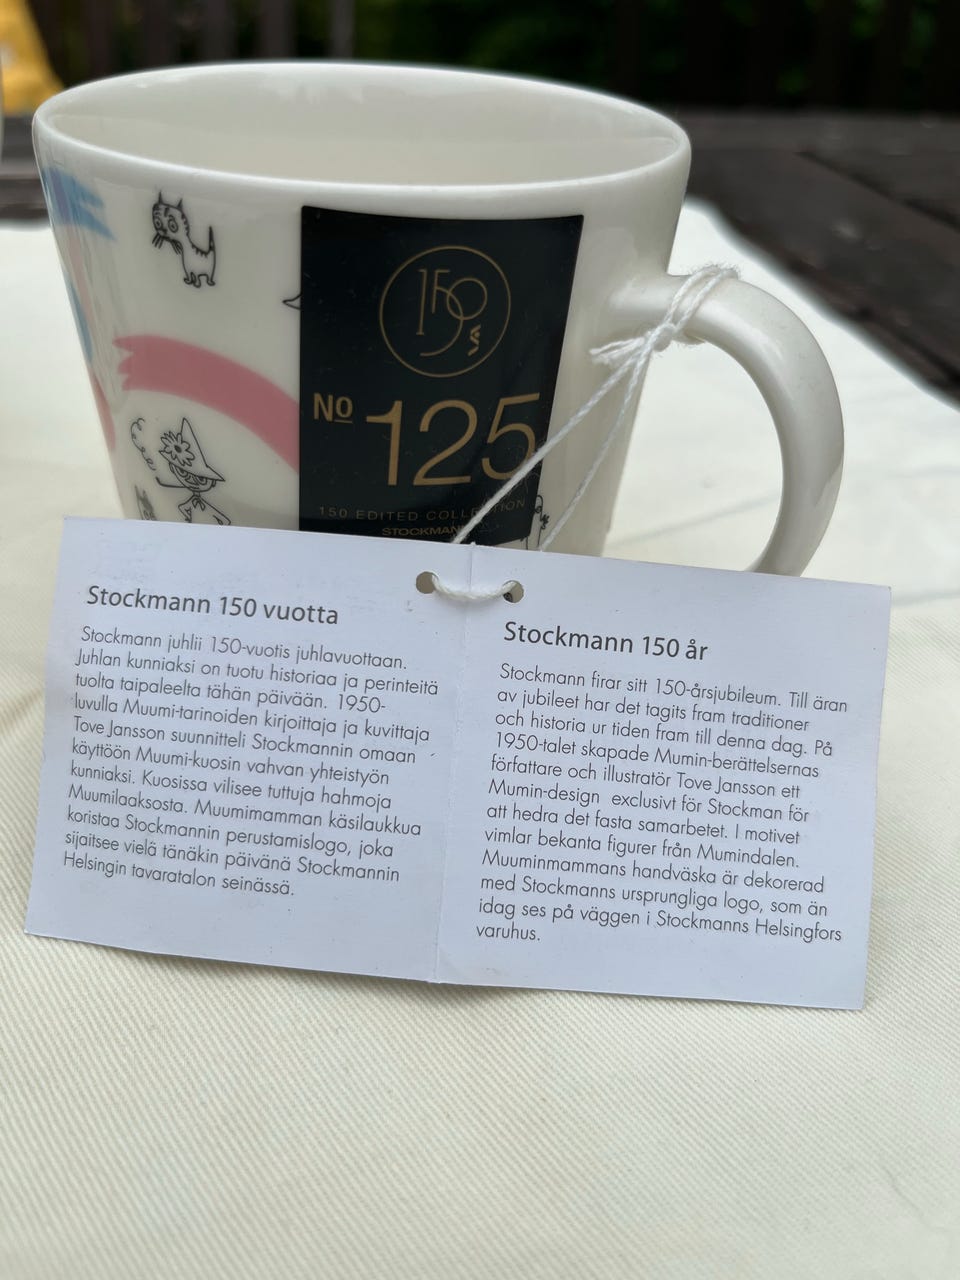 150
No 125
150 EDITED COLLECTION
STOCKMANN
Stockmann 150 vuotta
Stockmann juhlii 150-vuotis juhlavuottaan.
Juhlan kunniaksi on tuotu historiaa ja perinteitä
tuolta taipaleelta tähän päivään. 1950-
luvulla Muumi-tarinoiden kirjoittaja ja kuvittaja
Tove Jansson suunnitteli Stockmannin omaan
käyttöön Muumi-kuosin vahvan yhteistyön
kunniaksi. Kuosissa vilisee tuttuja hahmoja
Muumilaaksosta. Muumimamman käsilaukkua
koristaa Stockmannin perustamislogo, joka
sijaitsee vielä tänäkin päivänä Stockmannin
Helsingin tavaratalon seinässä.
Stockmann 150 år
Stockmann firar sitt 150-årsjubileum. Till äran
av jubileet har det tagits fram traditioner
och historia ur tiden fram till denna dag. På
1950-talet skapade Mumin-berättelsernas
författare och illustratör Tove Jansson ett
Mumin-design exclusivt för Stockman för
att hedra det fasta samarbetet. I motivet
vimlar bekanta figurer från Mumindalen.
Muuminmammans handväska är dekorerad
med Stockmanns ursprungliga logo, som än
idag ses på väggen i Stockmanns Helsingfors
varuhus.